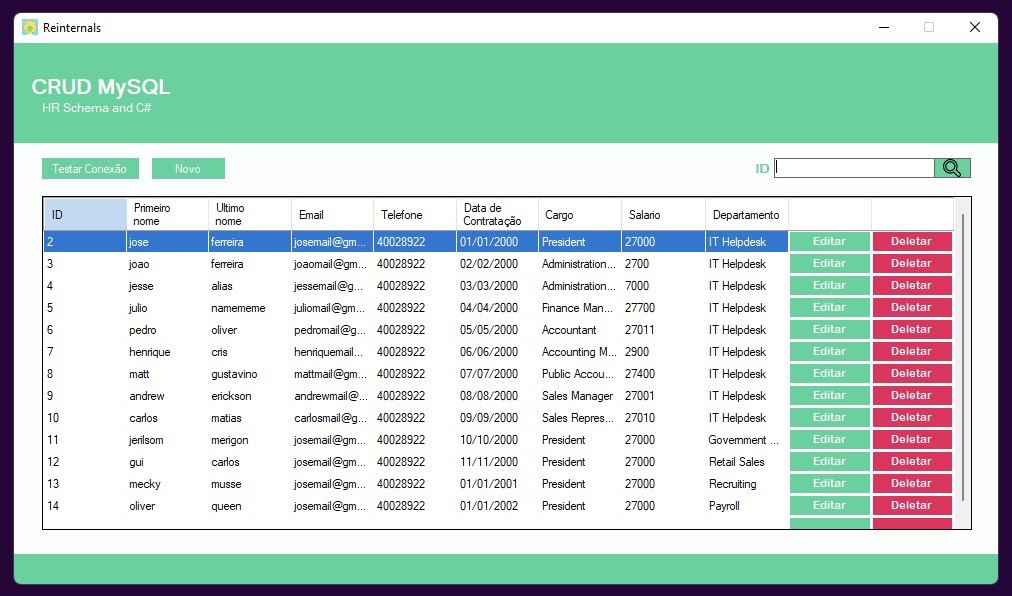 Reinternals
CRUD MySQL
HR Schema and C#
Testar Conexão Novo ID
ID Primeiro nome Ultimo nome Email Telefone Data de Contratação Cargo Salario Departamento
2 jose ferreira josemail@gm... 40028922 01/01/2000 President 27000 IT Helpdesk Editar Deletar
3 joao ferreira joaomail@gm... 40028922 02/02/2000 Administration... 2700 IT Helpdesk Editar Deletar
4 jesse alias jessemail@g... 40028922 03/03/2000 Administration... 7000 IT Helpdesk Editar Deletar
5 julio namememe juliomail@gm... 40028922 04/04/2000 Finance Man... 27700 IT Helpdesk Editar Deletar
6 pedro oliver pedromail@g... 40028922 05/05/2000 Accountant 27011 IT Helpdesk Editar Deletar
7 henrique cris henriquemail... 40028922 06/06/2000 Accounting M... 2900 IT Helpdesk Editar Deletar
8 matt gustavino mattmail@gm... 40028922 07/07/2000 Public Accou... 27400 IT Helpdesk Editar Deletar
9 andrew erickson andrewmail@... 40028922 08/08/2000 Sales Manager 27001 IT Helpdesk Editar Deletar
10 carlos matias carlosmail@g... 40028922 09/09/2000 Sales Repres... 27010 IT Helpdesk Editar Deletar
11 jerilsom merigon josemail@gm... 40028922 10/10/2000 President 27000 Government ... Editar Deletar
12 gui carlos josemail@gm... 40028922 11/11/2000 President 27000 Retail Sales Editar Deletar
13 mecky musse josemail@gm... 40028922 01/01/2001 President 27000 Recruiting Editar Deletar
14 oliver queen josemail@gm... 40028922 01/01/2002 President 27000 Payroll Editar Deletar